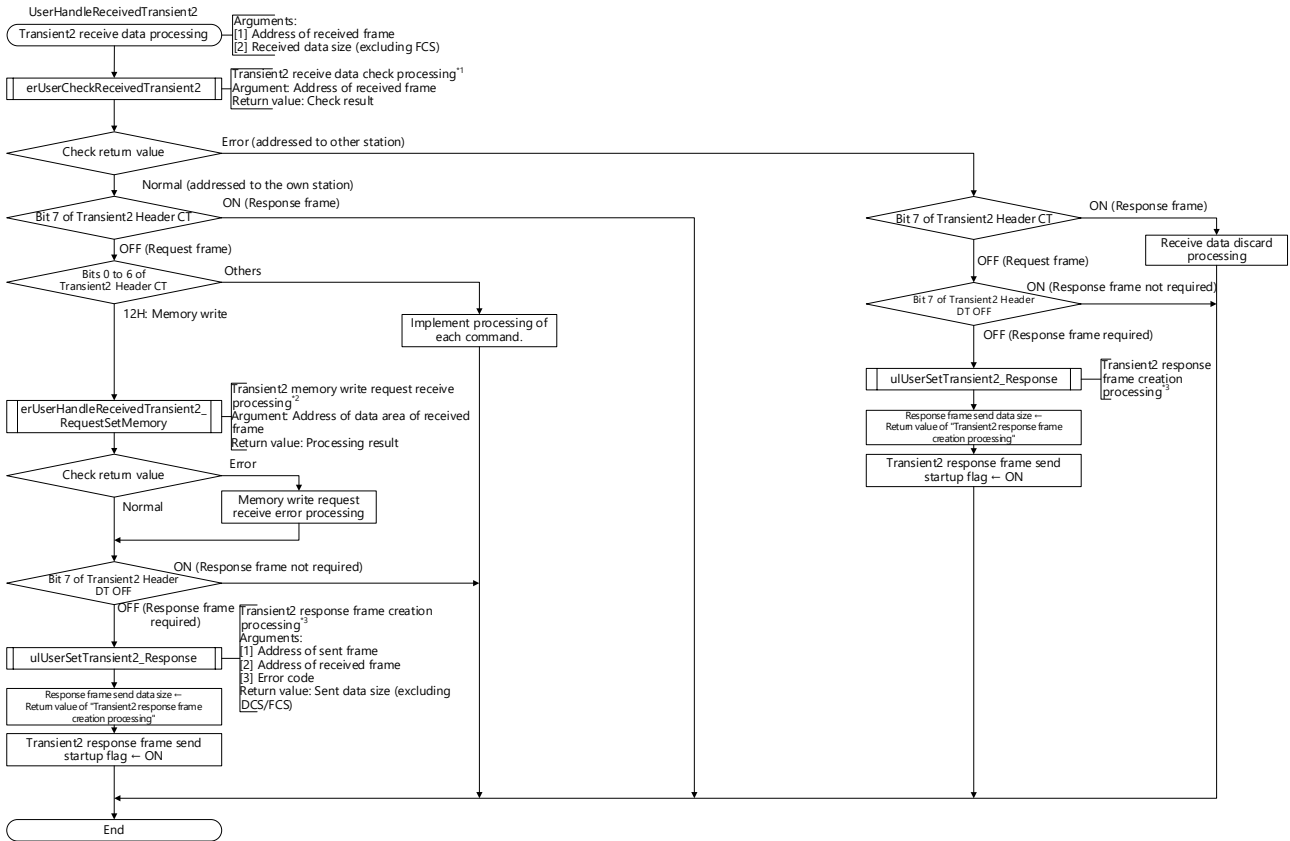 UserHandleReceivedTransient2
Transient2 receive data processing
Arguments:
[1] Address of received frame
[2] Received data size (excluding FCS)
erUserCheckReceivedTransient2
Transient2 receive data check processing*1
Argument: Address of received frame
Return value: Check result
Check return value
Error (addressed to other station)
Normal (addressed to the own station)
Bit 7 of Transient2 Header CT
ON (Response frame)
OFF (Request frame)
Bits 0 to 6 of
Transient2 Header CT
Others
12H: Memory write
Implement processing of
each command.
erUserHandleReceivedTransient2_
RequestSetMemory
Transient2 memory write request receive
processing*2
Argument: Address of data area of received
frame
Return value: Processing result
Check return value
Error
Normal
Memory write request
receive error processing
Bit 7 of Transient2 Header
DT OFF
ON (Response frame not required)
OFF (Response frame
required)
ulUserSetTransient2_Response
Transient2 response frame creation
processing*3
Arguments:
[1] Address of sent frame
[2] Address of received frame
[3] Error code
Return value: Sent data size (excluding
DCS/FCS)
Response frame send data size ←
Return value of "Transient2 response frame
creation processing"
Transient2 response frame send
startup flag ← ON
End
Bit 7 of Transient2 Header CT
ON (Response frame)
Receive data discard
processing
OFF (Request frame)
Bit 7 of Transient2 Header
DT OFF
ON (Response frame not required)
OFF (Response frame required)
ulUserSetTransient2_Response
Transient2 response
frame creation
processing*3
Response frame send data size ←
Return value of "Transient2 response frame
creation processing"
Transient2 response frame send
startup flag ← ON